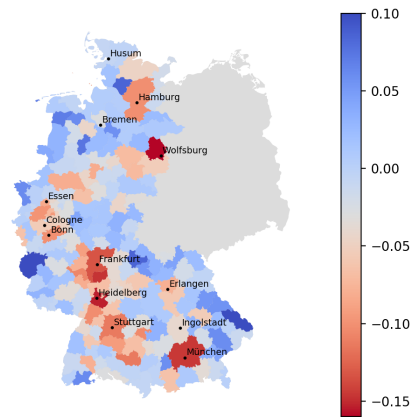 0.10
Husum
0.05
Hamburg
Bremen
Wolfsburg
0.00
Essen
Cologne
Bonn
−0.05
Frankfurt
Erlangen
Heidelberg
−0.10
Stuttgart
Ingolstadt
München
−0.15